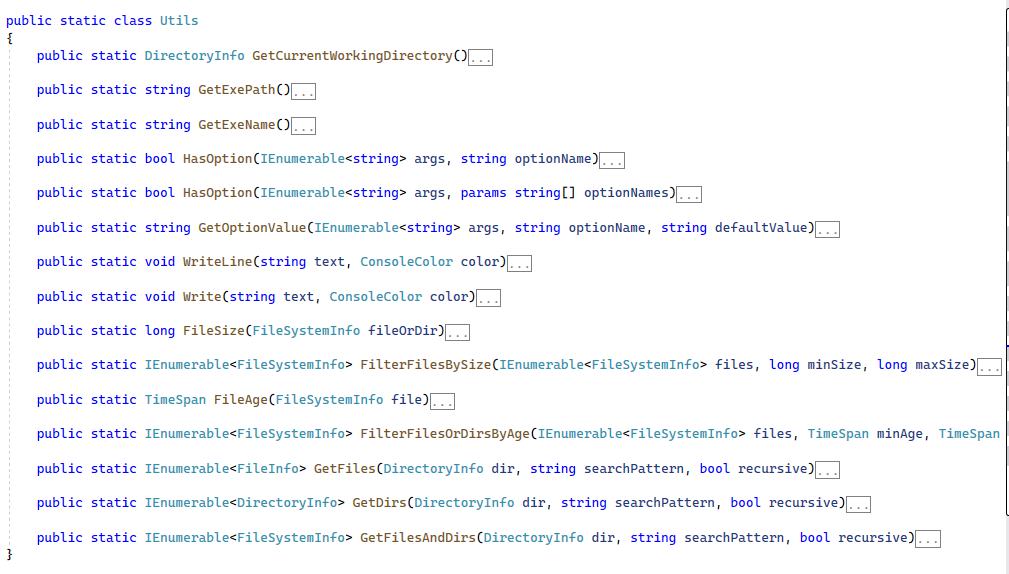 public static class Utils
{
public static DirectoryInfo GetCurrentWorkingDirectory()...
public static string GetExePath()...
public static string GetExeName()...
public static bool HasOption(IEnumerable<string> args, string optionName)...
public static bool HasOption(IEnumerable<string> args, params string[] optionNames)...
public static string GetOptionValue(IEnumerable<string> args, string optionName, string defaultValue)...
public static void WriteLine(string text, ConsoleColor color)...
public static void Write(string text, ConsoleColor color)...
public static long FileSize(FileSystemInfo fileOrDir)...
public static IEnumerable<FileSystemInfo> FilterFilesBySize(IEnumerable<FileSystemInfo> files, long minSize, long maxSize)...
public static TimeSpan FileAge(FileSystemInfo file)...
public static IEnumerable<FileSystemInfo> FilterFilesOrDirsByAge(IEnumerable<FileSystemInfo> files, TimeSpan minAge, TimeSpan
public static IEnumerable<FileInfo> GetFiles(DirectoryInfo dir, string searchPattern, bool recursive)...
public static IEnumerable<DirectoryInfo> GetDirs(DirectoryInfo dir, string searchPattern, bool recursive)...
public static IEnumerable<FileSystemInfo> GetFilesAndDirs(DirectoryInfo dir, string searchPattern, bool recursive)...
}